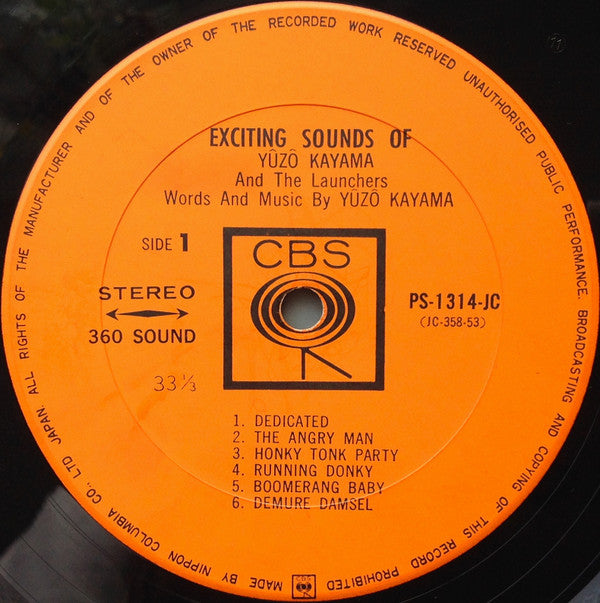 ALL RIGHTS OF THE MANUFACTURER AND OF THE OWNER OF THE RECORDED WORK RESERVED UNAUTHORISED PUBLIC PERFORMANCE, BROADCASTING AND COPYING OF THIS RECORD PROHIBITED
MADE BY NIPPON COLUMBIA CO., LTD JAPAN.
EXCITING SOUNDS OF
YÛZÔ KAYAMA
And The Launchers
Words And Music By YÛZÔ KAYAMA
SIDE 1
CBS
STEREO
360 SOUND
PS-1314-JC
(JC-358-53)
33⅓
1. DEDICATED
2. THE ANGRY MAN
3. HONKY TONK PARTY
4. RUNNING DONKY
5. BOOMERANG BABY
6. DEMURE DAMSEL
CBS